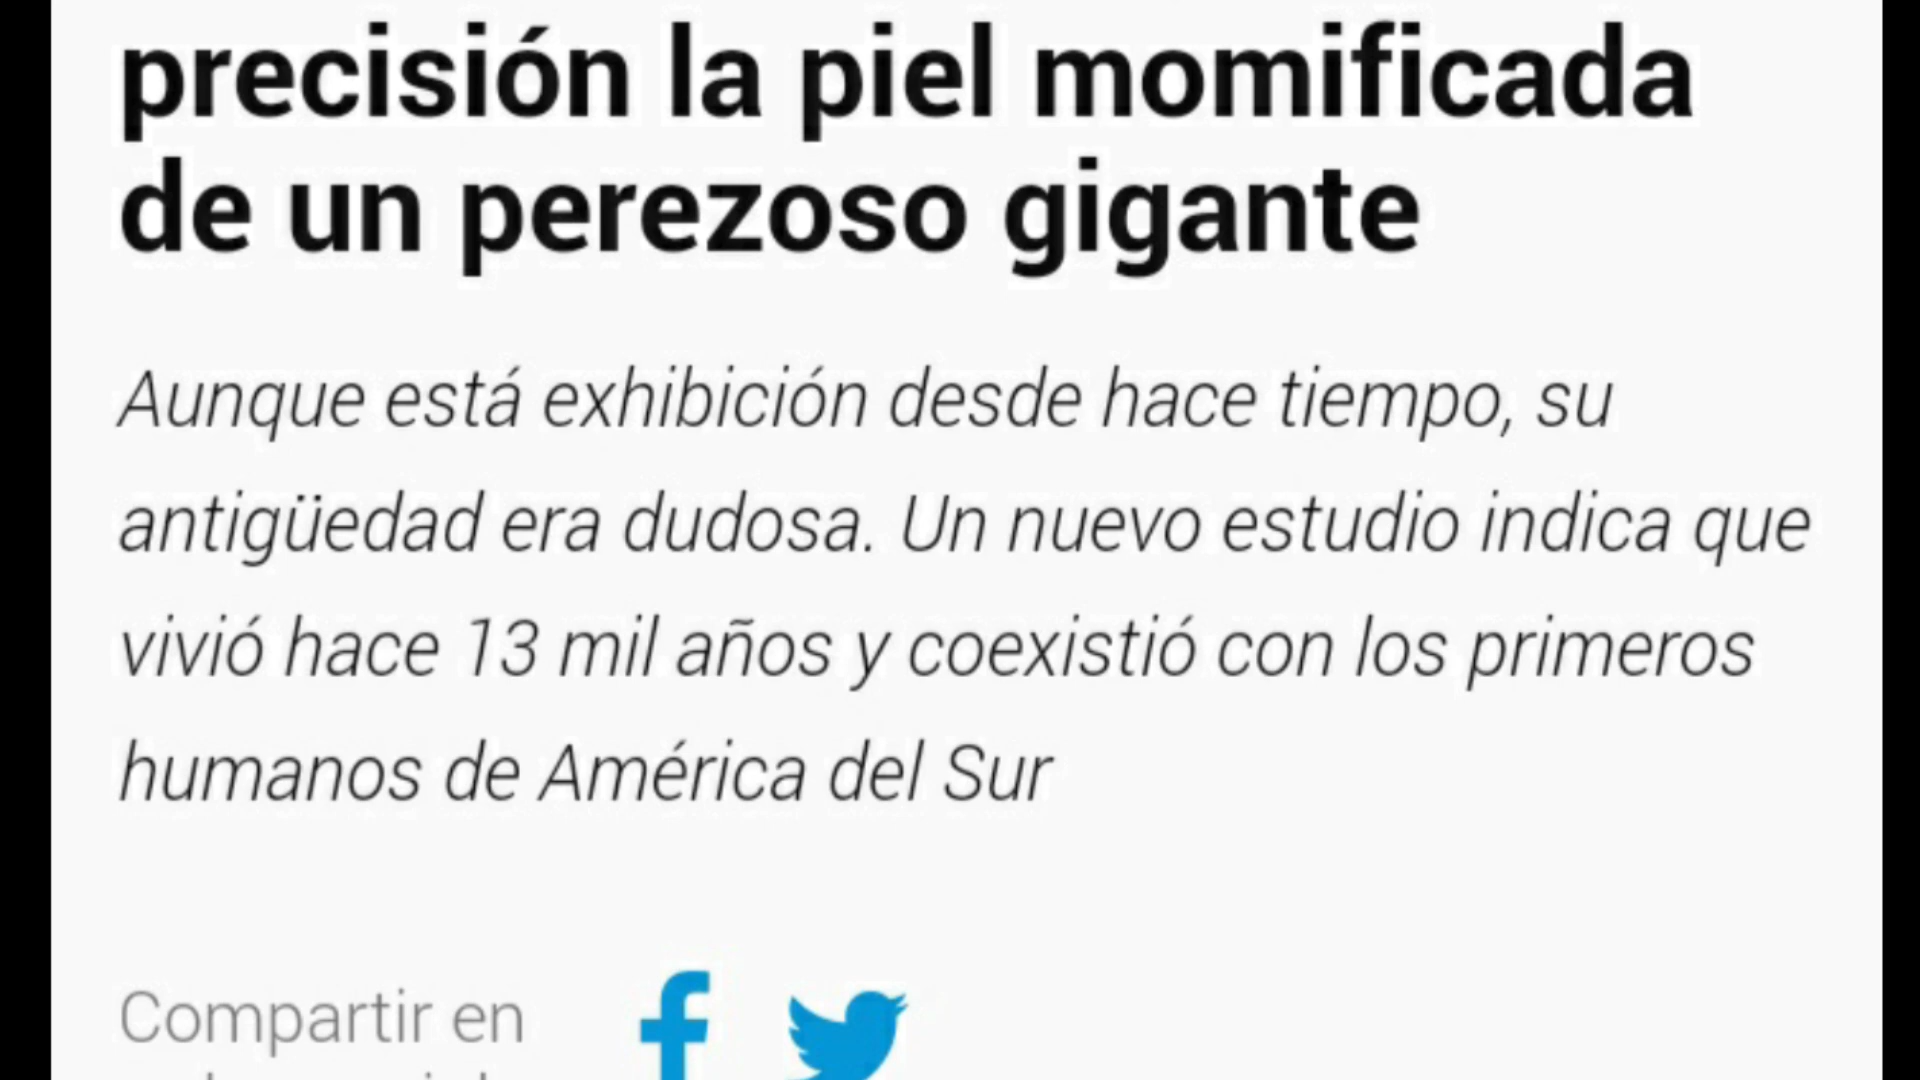 precisión la piel momificada
de un perezoso gigante
Aunque está exhibición desde hace tiempo, su
antigüedad era dudosa. Un nuevo estudio indica que
vivió hace 13 mil años y coexistió con los primeros
humanos de América del Sur
Compartir en